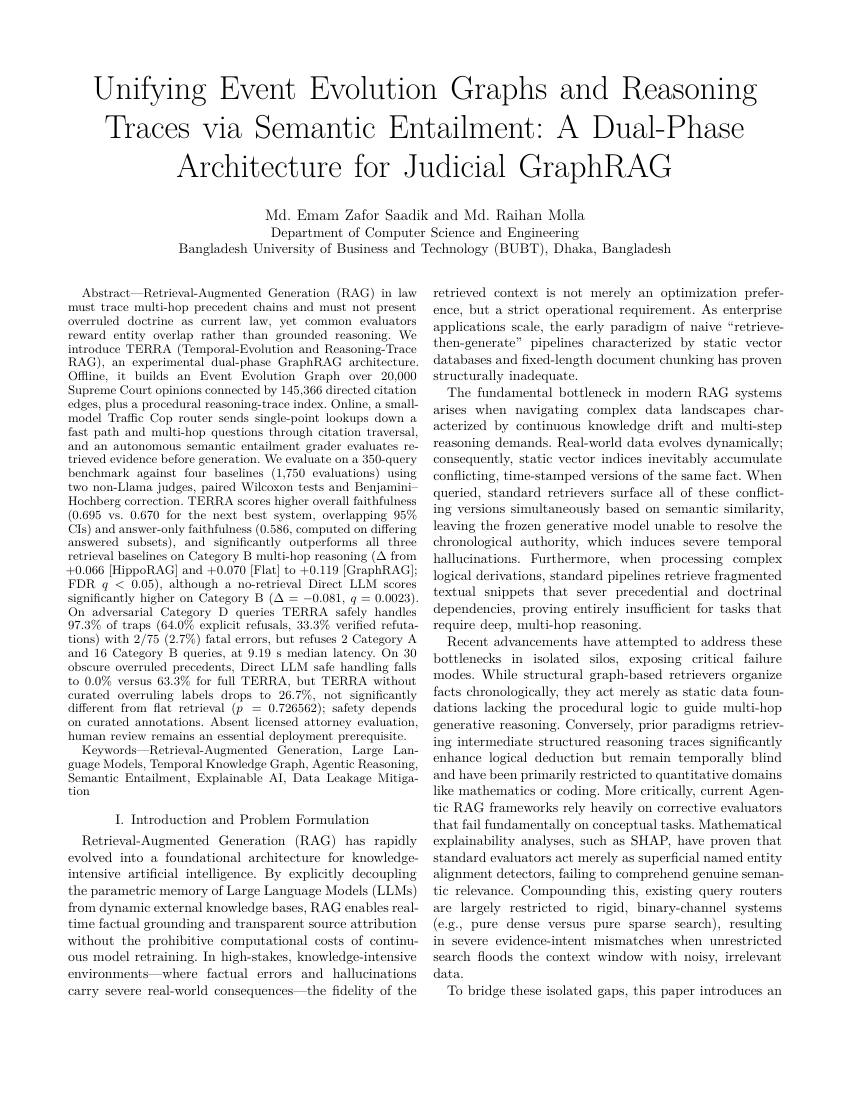 Unifying Event Evolution Graphs and Reasoning
Traces via Semantic Entailment: A Dual-Phase
Architecture for Judicial GraphRAG
Md. Emam Zafor Saadik and Md. Raihan Molla
Department of Computer Science and Engineering
Bangladesh University of Business and Technology (BUBT), Dhaka, Bangladesh
Abstract—Retrieval-Augmented Generation (RAG) in law
must trace multi-hop precedent chains and must not present
overruled doctrine as current law, yet common evaluators
reward entity overlap rather than grounded reasoning. We
introduce TERRA (Temporal-Evolution and Reasoning-Trace
RAG), an experimental dual-phase GraphRAG architecture.
Offline, it builds an Event Evolution Graph over 20,000
Supreme Court opinions connected by 145,366 directed citation
edges, plus a procedural reasoning-trace index. Online, a small-
model Traffic Cop router sends single-point lookups down a
fast path and multi-hop questions through citation traversal,
and an autonomous semantic entailment grader evaluates re-
trieved evidence before generation. We evaluate on a 350-query
benchmark against four baselines (1,750 evaluations) using
two non-Llama judges, paired Wilcoxon tests and Benjamini–
Hochberg correction. TERRA scores higher overall faithfulness
(0.695 vs. 0.670 for the next best system, overlapping 95%
CIs) and answer-only faithfulness (0.586, computed on differing
answered subsets), and significantly outperforms all three
retrieval baselines on Category B multi-hop reasoning (Δ from
+0.066 [HippoRAG] and +0.070 [Flat] to +0.119 [GraphRAG];
FDR q < 0.05), although a no-retrieval Direct LLM scores
significantly higher on Category B (Δ = −0.081, q = 0.0023).
On adversarial Category D queries TERRA safely handles
97.3% of traps (64.0% explicit refusals, 33.3% verified refuta-
tions) with 2/75 (2.7%) fatal errors, but refuses 2 Category A
and 16 Category B queries, at 9.19 s median latency. On 30
obscure overruled precedents, Direct LLM safe handling falls
to 0.0% versus 63.3% for full TERRA, but TERRA without
curated overruling labels drops to 26.7%, not significantly
different from flat retrieval (p = 0.726562); safety depends
on curated annotations. Absent licensed attorney evaluation,
human review remains an essential deployment prerequisite.
Keywords—Retrieval-Augmented Generation, Large Lan-
guage Models, Temporal Knowledge Graph, Agentic Reasoning,
Semantic Entailment, Explainable AI, Data Leakage Mitiga-
tion
I. Introduction and Problem Formulation
Retrieval-Augmented Generation (RAG) has rapidly
evolved into a foundational architecture for knowledge-
intensive artificial intelligence. By explicitly decoupling
the parametric memory of Large Language Models (LLMs)
from dynamic external knowledge bases, RAG enables real-
time factual grounding and transparent source attribution
without the prohibitive computational costs of continu-
ous model retraining. In high-stakes, knowledge-intensive
environments—where factual errors and hallucinations
carry severe real-world consequences—the fidelity of the
retrieved context is not merely an optimization prefer-
ence, but a strict operational requirement. As enterprise
applications scale, the early paradigm of naive “retrieve-
then-generate” pipelines characterized by static vector
databases and fixed-length document chunking has proven
structurally inadequate.
The fundamental bottleneck in modern RAG systems
arises when navigating complex data landscapes char-
acterized by continuous knowledge drift and multi-step
reasoning demands. Real-world data evolves dynamically;
consequently, static vector indices inevitably accumulate
conflicting, time-stamped versions of the same fact. When
queried, standard retrievers surface all of these conflict-
ing versions simultaneously based on semantic similarity,
leaving the frozen generative model unable to resolve the
chronological authority, which induces severe temporal
hallucinations. Furthermore, when processing complex
logical derivations, standard pipelines retrieve fragmented
textual snippets that sever precedential and doctrinal
dependencies, proving entirely insufficient for tasks that
require deep, multi-hop reasoning.
Recent advancements have attempted to address these
bottlenecks in isolated silos, exposing critical failure
modes. While structural graph-based retrievers organize
facts chronologically, they act merely as static data foun-
dations lacking the procedural logic to guide multi-hop
generative reasoning. Conversely, prior paradigms retriev-
ing intermediate structured reasoning traces significantly
enhance logical deduction but remain temporally blind
and have been primarily restricted to quantitative domains
like mathematics or coding. More critically, current Agen-
tic RAG frameworks rely heavily on corrective evaluators
that fail fundamentally on conceptual tasks. Mathematical
explainability analyses, such as SHAP, have proven that
standard evaluators act merely as superficial named entity
alignment detectors, failing to comprehend genuine seman-
tic relevance. Compounding this, existing query routers
are largely restricted to rigid, binary-channel systems
(e.g., pure dense versus pure sparse search), resulting
in severe evidence-intent mismatches when unrestricted
search floods the context window with noisy, irrelevant
data.
To bridge these isolated gaps, this paper introduces an